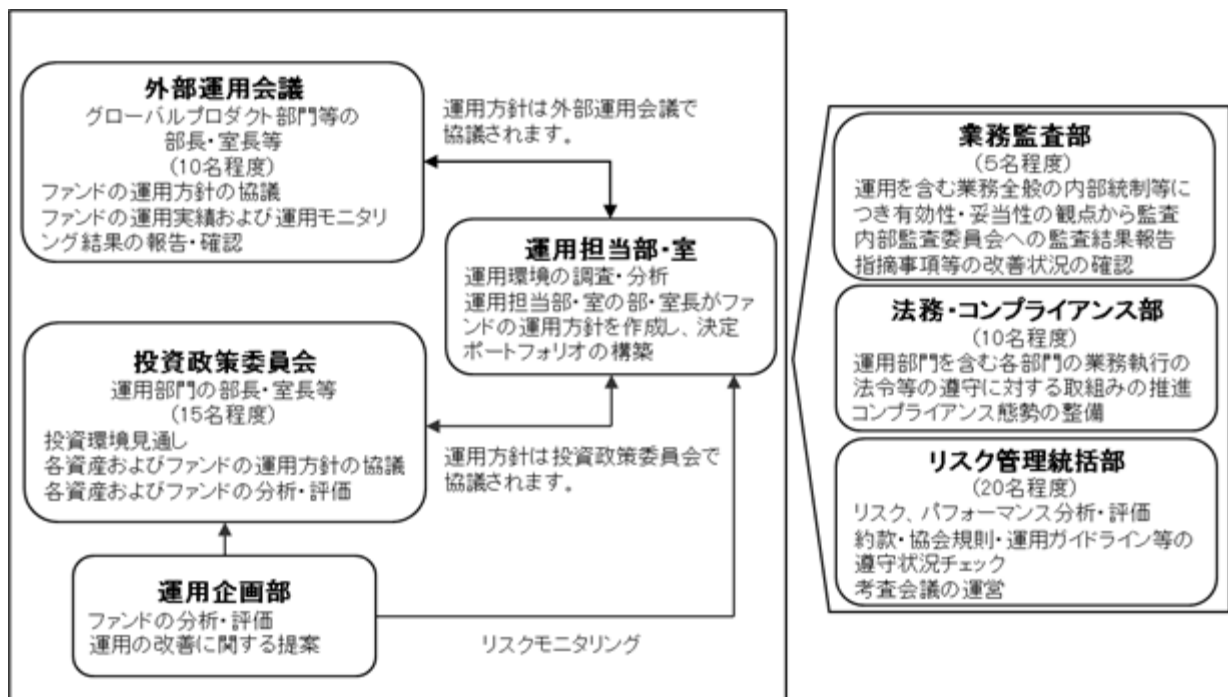 外部運用会議
グローバルプロダクト部門等の
部長・室長等
(10名程度)
ファンドの運用方針の協議
ファンドの運用実績および運用モニタリ
ング結果の報告・確認
運用方針は外部運用会議で
協議されます。
運用担当部・室
運用環境の調査・分析
運用担当部・室の部・室長がファ
ンドの運用方針を作成し、決定
ポートフォリオの構築
投資政策委員会
運用部門の部長・室長等
(15名程度)
投資環境見通し
各資産およびファンドの運用方針の協議
各資産およびファンドの分析・評価
運用方針は投資政策委員会で
協議されます。
運用企画部
ファンドの分析・評価
運用の改善に関する提案
リスクモニタリング
業務監査部
(5名程度)
運用を含む業務全般の内部統制等に
つき有効性・妥当性の観点から監査
内部監査委員会への監査結果報告
指摘事項等の改善状況の確認
法務・コンプライアンス部
(10名程度)
運用部門を含む各部門の業務執行の
法令等の遵守に対する取組みの推進
コンプライアンス態勢の整備
リスク管理統括部
(20名程度)
リスク、パフォーマンス分析・評価
約款・協会規則・運用ガイドライン等の
遵守状況チェック
考査会議の運営